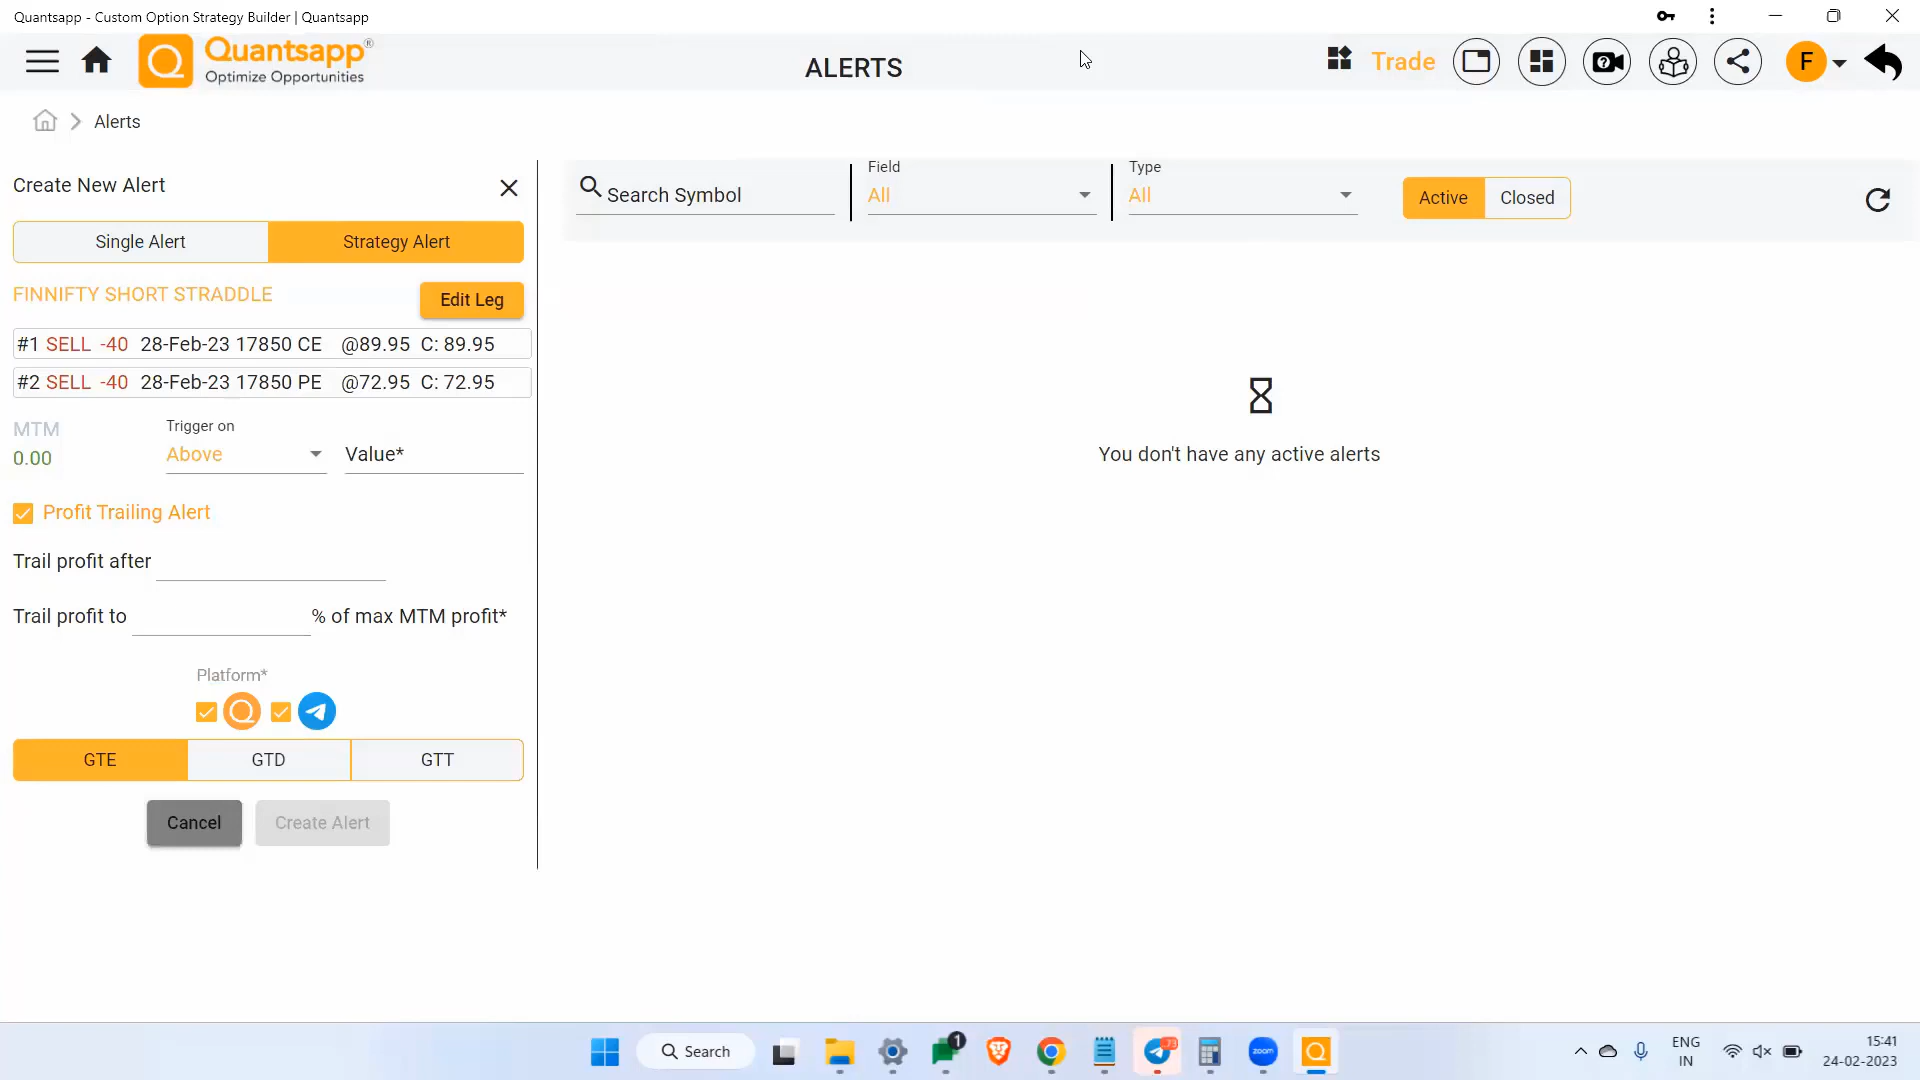 Quantsapp - Custom Option Strategy Builder | Quantsapp
Quantsapp®
Optimize Opportunities
ALERTS
Trade
F
Alerts
Create New Alert
Single Alert
Strategy Alert
FINNIFTY SHORT STRADDLE
Edit Leg
#1 SELL -40 28-Feb-23 17850 CE @89.95 C: 89.95
#2 SELL -40 28-Feb-23 17850 PE @72.95 C: 72.95
MTM
0.00
Trigger on
Above
Value*
Profit Trailing Alert
Trail profit after
Trail profit to % of max MTM profit*
Platform*
GTE
GTD
GTT
Cancel
Create Alert
Search Symbol
Field
All
Type
All
Active
Closed
You don't have any active alerts
Search
1
zoom
ENG
IN
15:41
24-02-2023